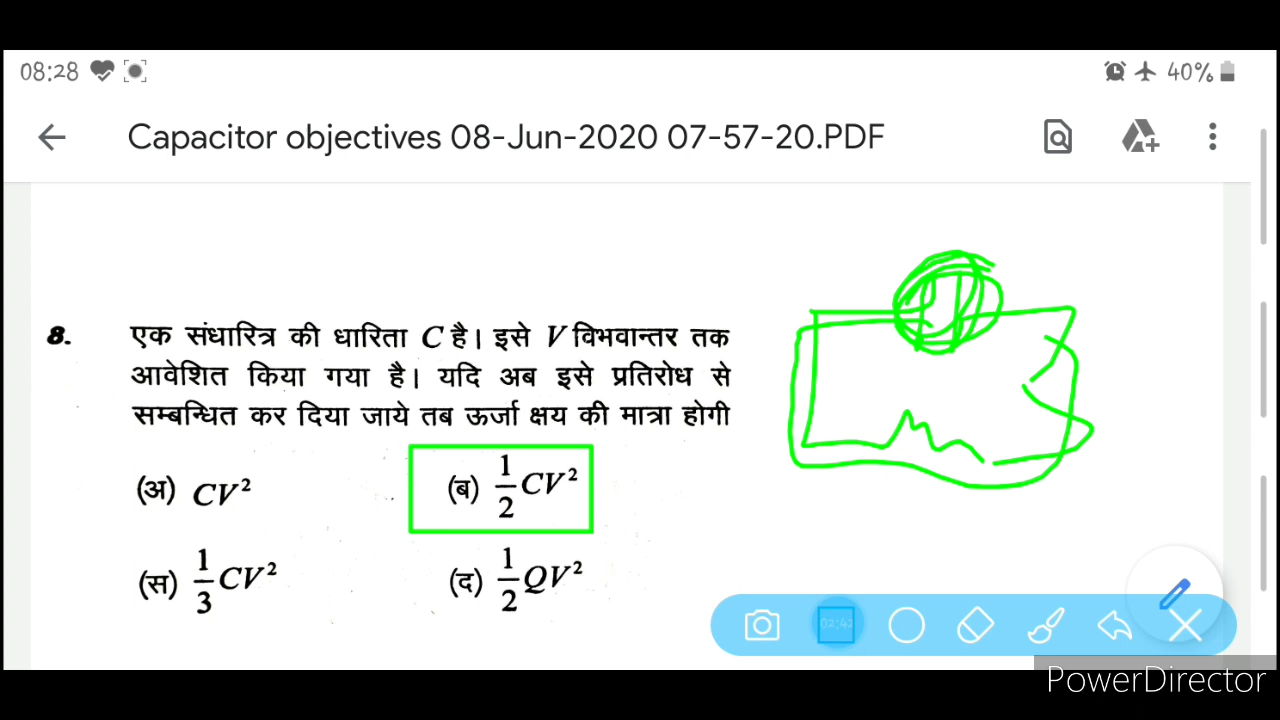 08:28 40%
Capacitor objectives 08-Jun-2020 07-57-20.PDF
8. एक संधारित्र की धारिता C है। इसे V विभवान्तर तक
आवेशित किया गया है। यदि अब इसे प्रतिरोध से
सम्बन्धित कर दिया जाये तब ऊर्जा क्षय की मात्रा होगी
(अ) CV² (ब) 1/2 CV²
(स) 1/3 CV² (द) 1/2 QV²
02:42
PowerDirector